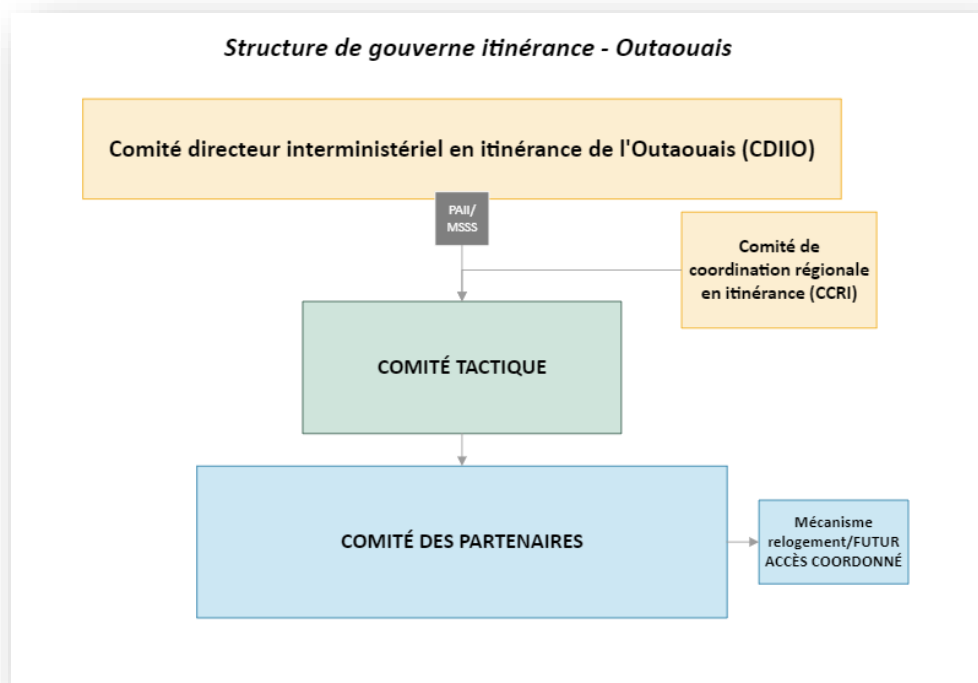 Structure de gouverne itinérance - Outaouais
Comité directeur interministériel en itinérance de l'Outaouais (CDIIO)
PAII/
MSSS
Comité de
coordination régionale
en itinérance (CCRI)
COMITÉ TACTIQUE
COMITÉ DES PARTENAIRES
Mécanisme
relogement/FUTUR
ACCÈS COORDONNÉ